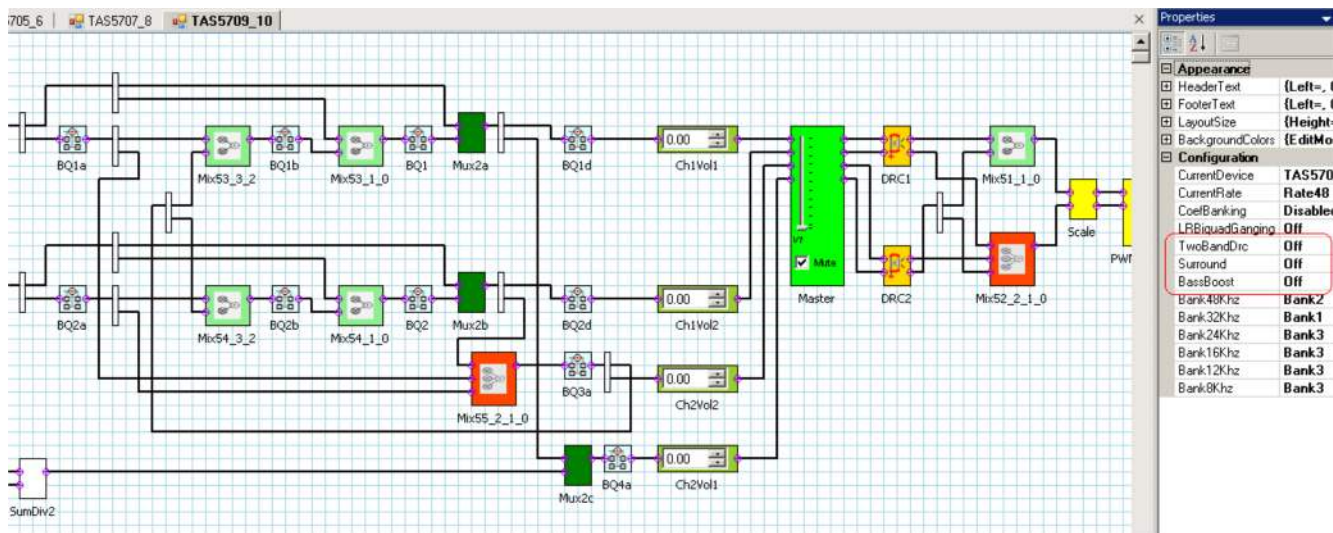 705_6 TAS5707_8 TAS5709_10
BQ1a
Mix53_3_2
BQ1b
Mix53_1_0
BQ1
Mux2a
BQ1d
0.00
Ch1Vol1
Mute
Master
DRC1
Mix51_1_0
Scale
BQ2a
Mix54_3_2
BQ2b
Mix54_1_0
BQ2
Mux2b
BQ2d
0.00
Ch1Vol2
DRC2
Mix52_2_1_0
Mix55_2_1_0
BQ3a
0.00
Ch2Vol2
SumDiv2
Mux2c
BQ4a
0.00
Ch2Vol1
Properties
Appearance
HeaderText {Left=,
FooterText {Left=,
LayoutSize {Height=
BackgroundColors {EditMo
Configuration
CurrentDevice TAS570
CurrentRate Rate48
CoefBanking Disabled
LRBiquadGanging Off
TwoBandDrc Off
Surround Off
BassBoost Off
Bank48Khz Bank2
Bank32Khz Bank1
Bank24Khz Bank3
Bank16Khz Bank3
Bank12Khz Bank3
Bank8Khz Bank3